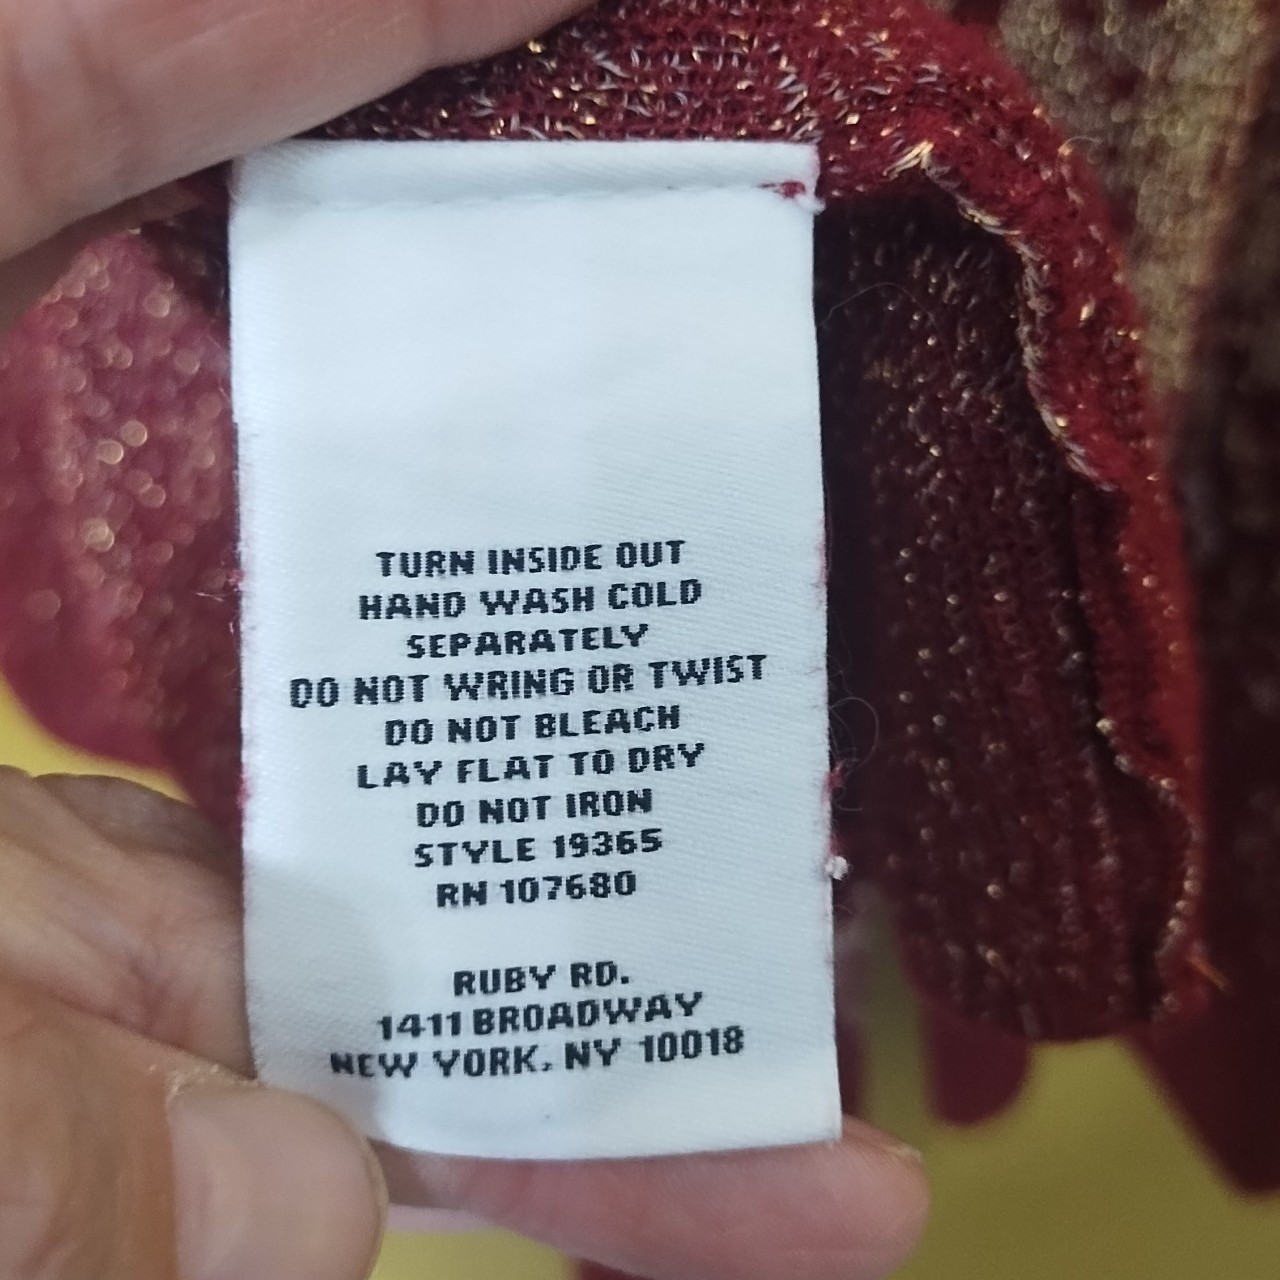 TURN INSIDE OUT
HAND WASH COLD
SEPARATELY
DO NOT WRING OR TWIST
DO NOT BLEACH
LAY FLAT TO DRY
DO NOT IRON
STYLE 19365
RN 107680
RUBY RD.
1411 BROADWAY
NEW YORK, NY 10018